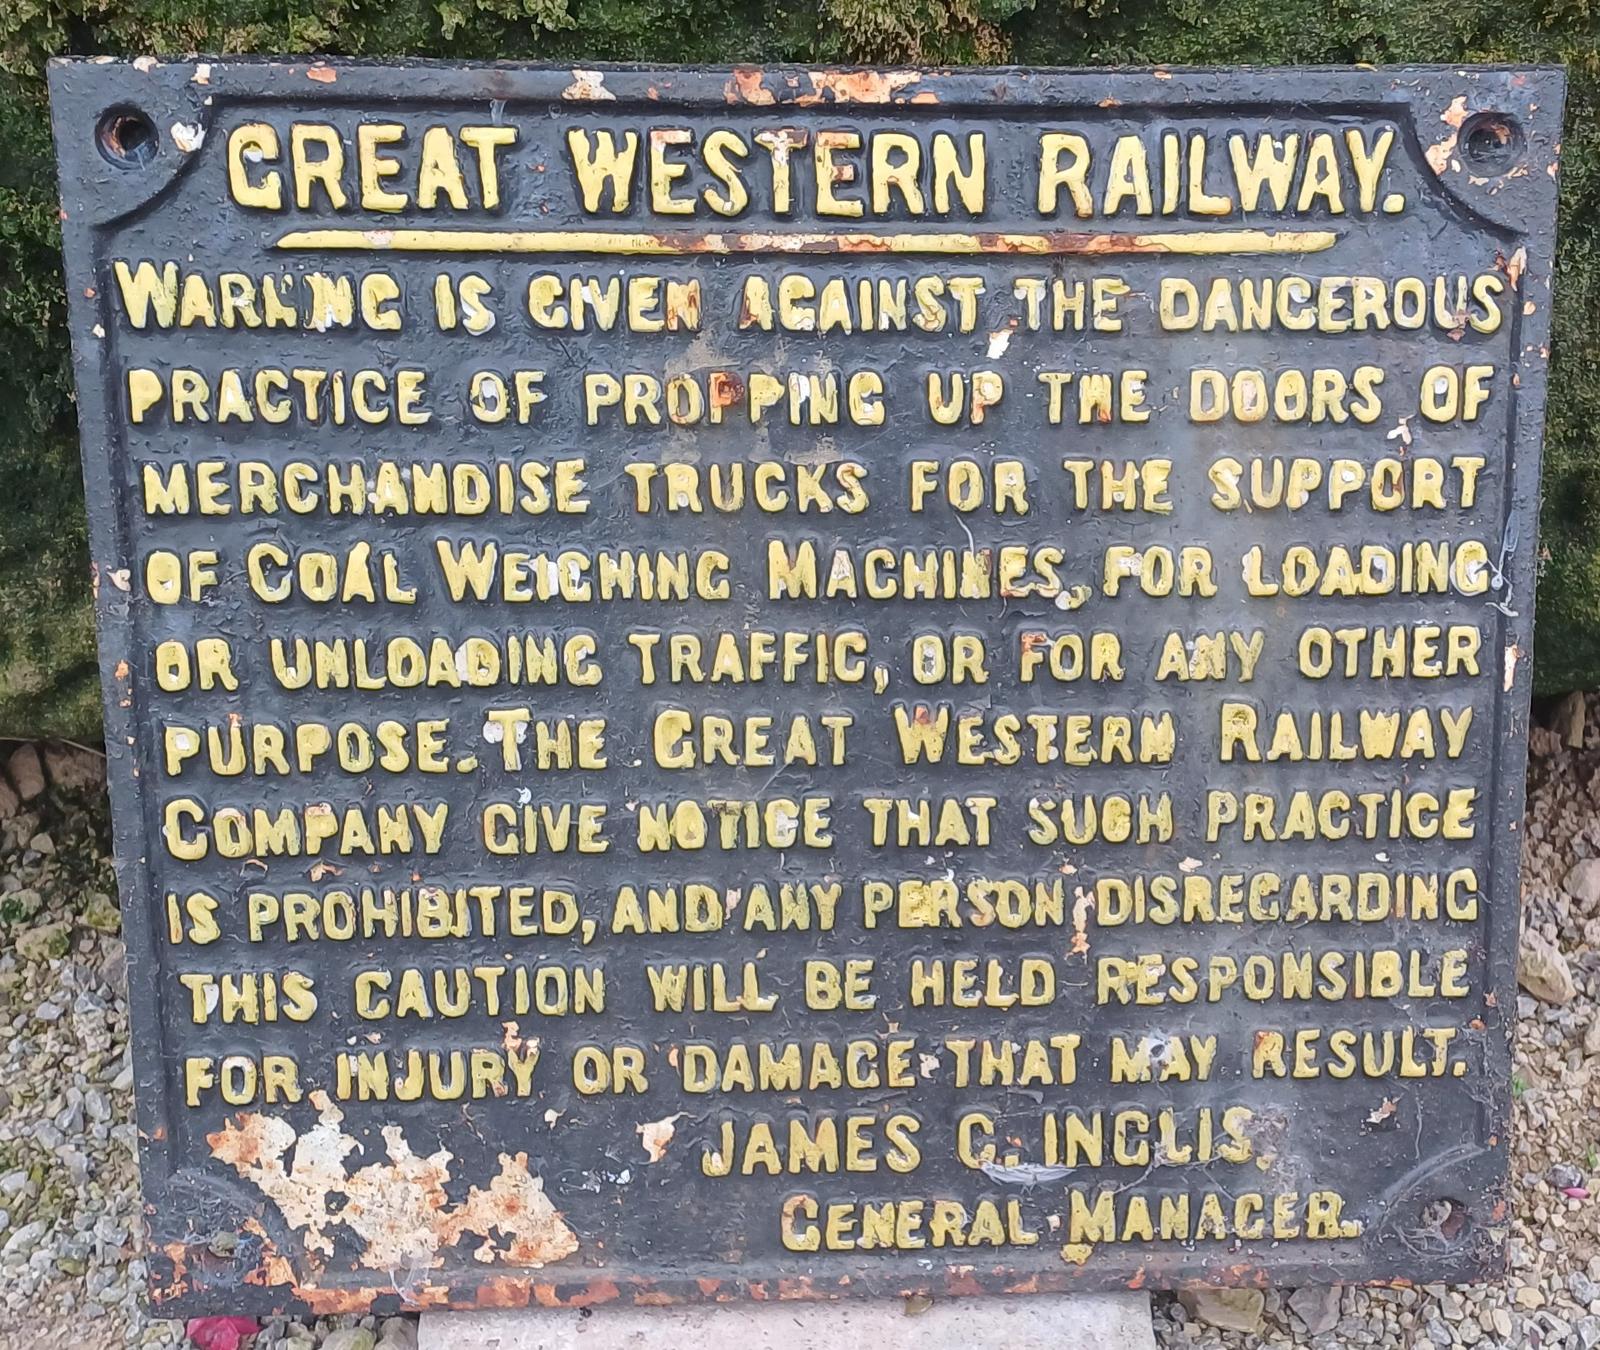 GREAT WESTERN RAILWAY.
WARNING IS GIVEN AGAINST THE DANGEROUS
PRACTICE OF PROPPING UP THE DOORS OF
MERCHANDISE TRUCKS FOR THE SUPPORT
OF COAL WEIGHING MACHINES, FOR LOADING
OR UNLOADING TRAFFIC, OR FOR ANY OTHER
PURPOSE. THE GREAT WESTERN RAILWAY
COMPANY GIVE NOTICE THAT SUCH PRACTICE
IS PROHIBITED, AND ANY PERSON DISREGARDING
THIS CAUTION WILL BE HELD RESPONSIBLE
FOR INJURY OR DAMAGE THAT MAY RESULT.
JAMES C. INGLIS,
GENERAL MANAGER.